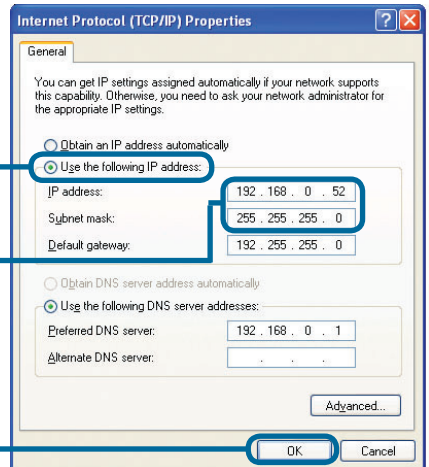 Internet Protocol (TCP/IP) Properties
General
You can get IP settings assigned automatically if your network supports
this capability. Otherwise, you need to ask your network administrator for
the appropriate IP settings.
Obtain an IP address automatically
Use the following IP address:
IP address: 192 . 168 . 0 . 52
Subnet mask: 255 . 255 . 255 . 0
Default gateway: 192 . 255 . 255 . 0
Obtain DNS server address automatically
Use the following DNS server addresses:
Preferred DNS server: 192 . 168 . 0 . 1
Alternate DNS server: . . .
Advanced...
OK Cancel